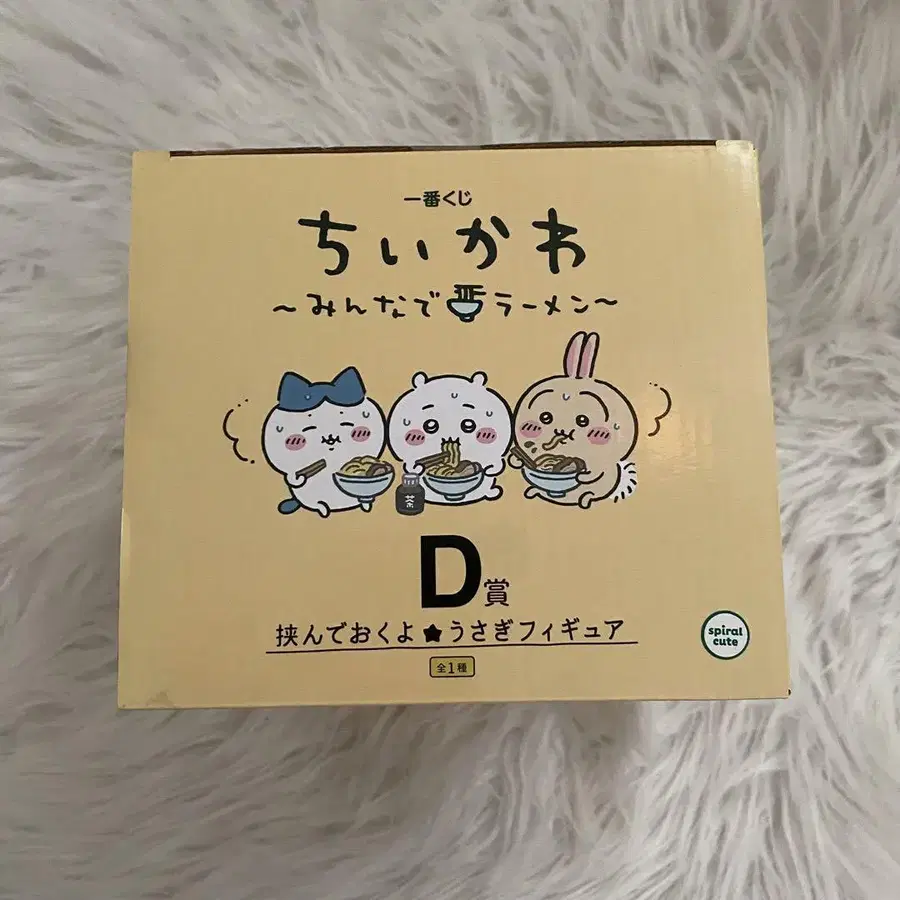 一番くじ
ちいかわ
～みんなでラーメン～
茶
D賞
挟んでおくよ★うさぎフィギュア
全1種
spiral
cute